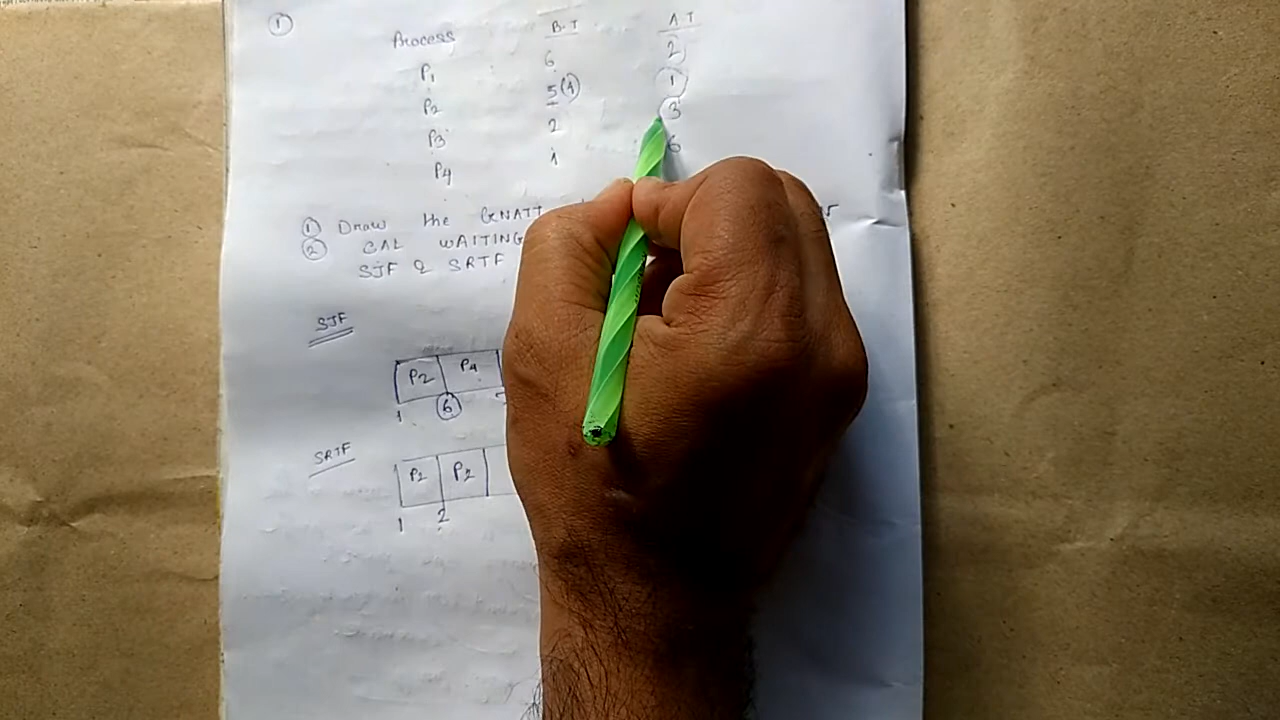 ①
Process B.T A.T
P1 6 2
P2 5 (4) 1
P3 2 3
P4 1 6
① Draw the GNATT
② CAL WAITING
SJF & SRTF
SJF
P2 P4
1 6
SRTF
P2 P2
1 2